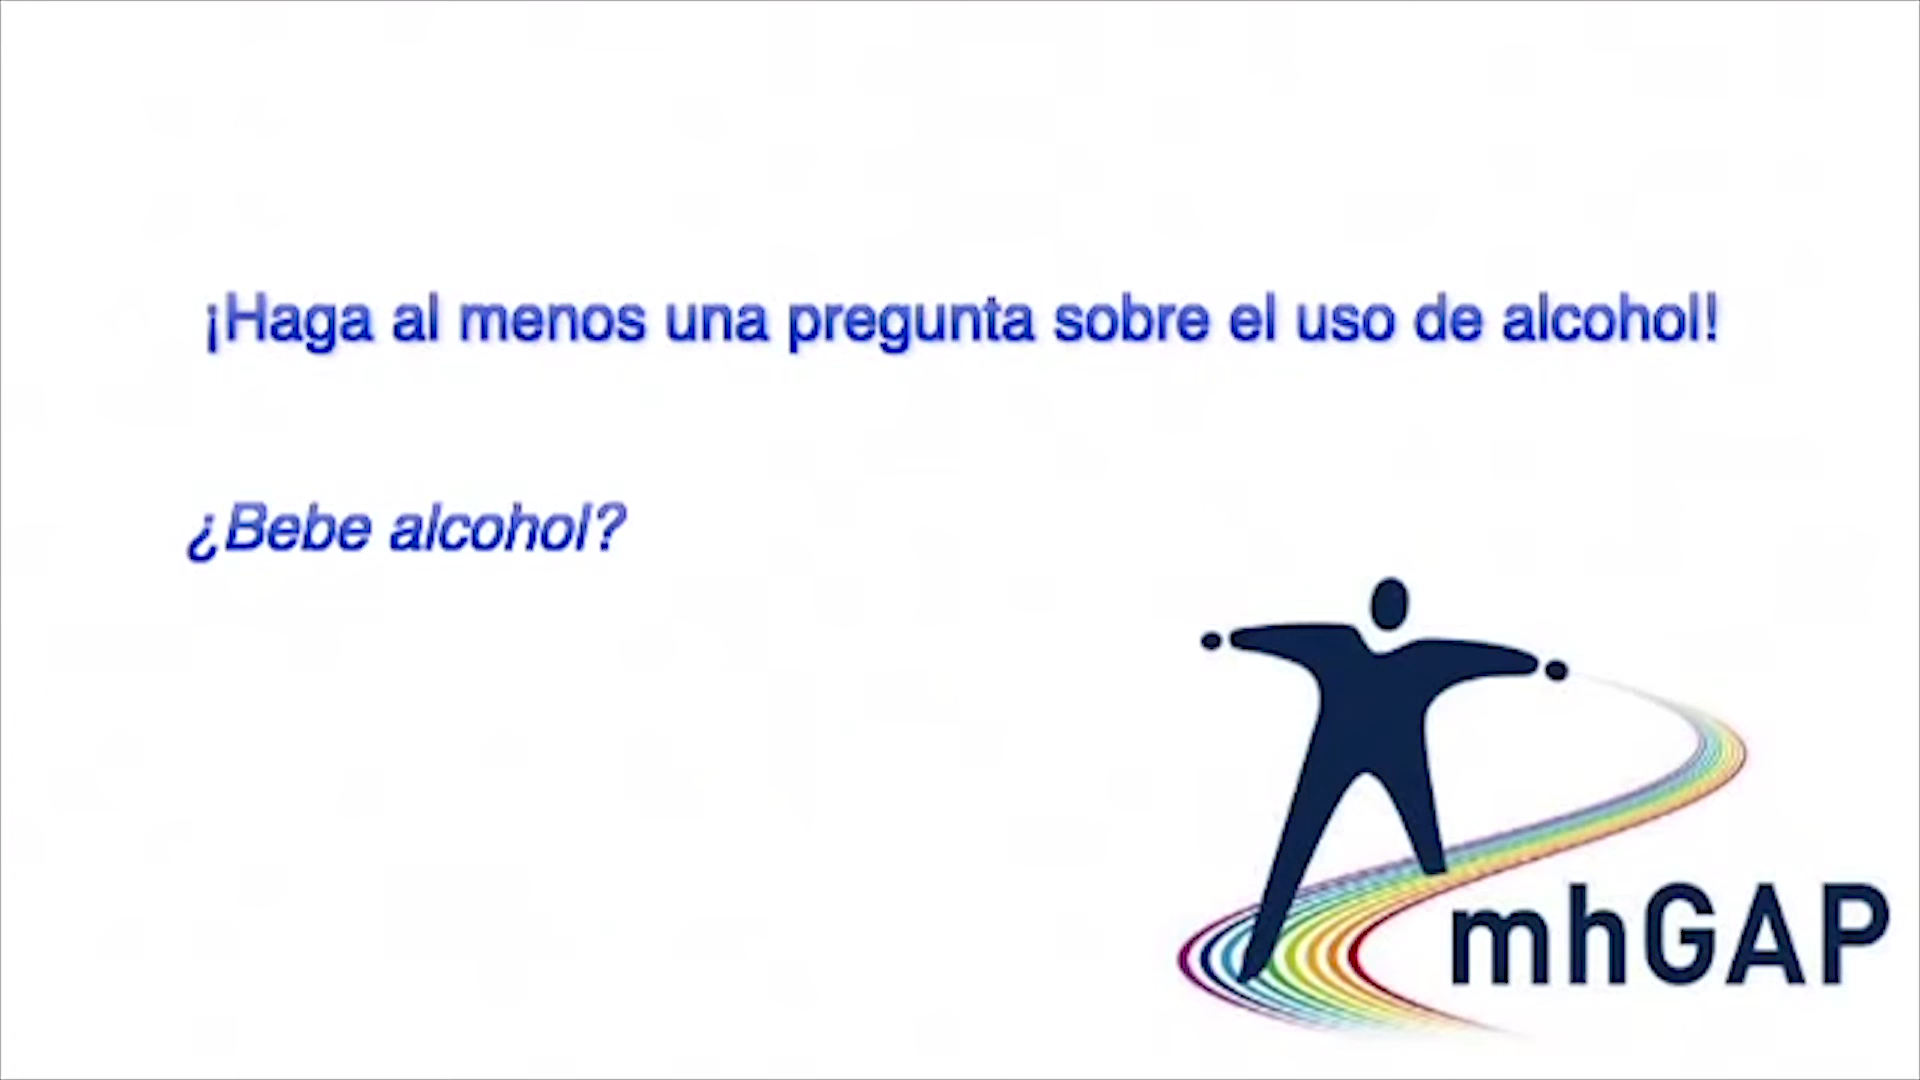 ¡Haga al menos una pregunta sobre el uso de alcohol!
¿Bebe alcohol?
mhGAP